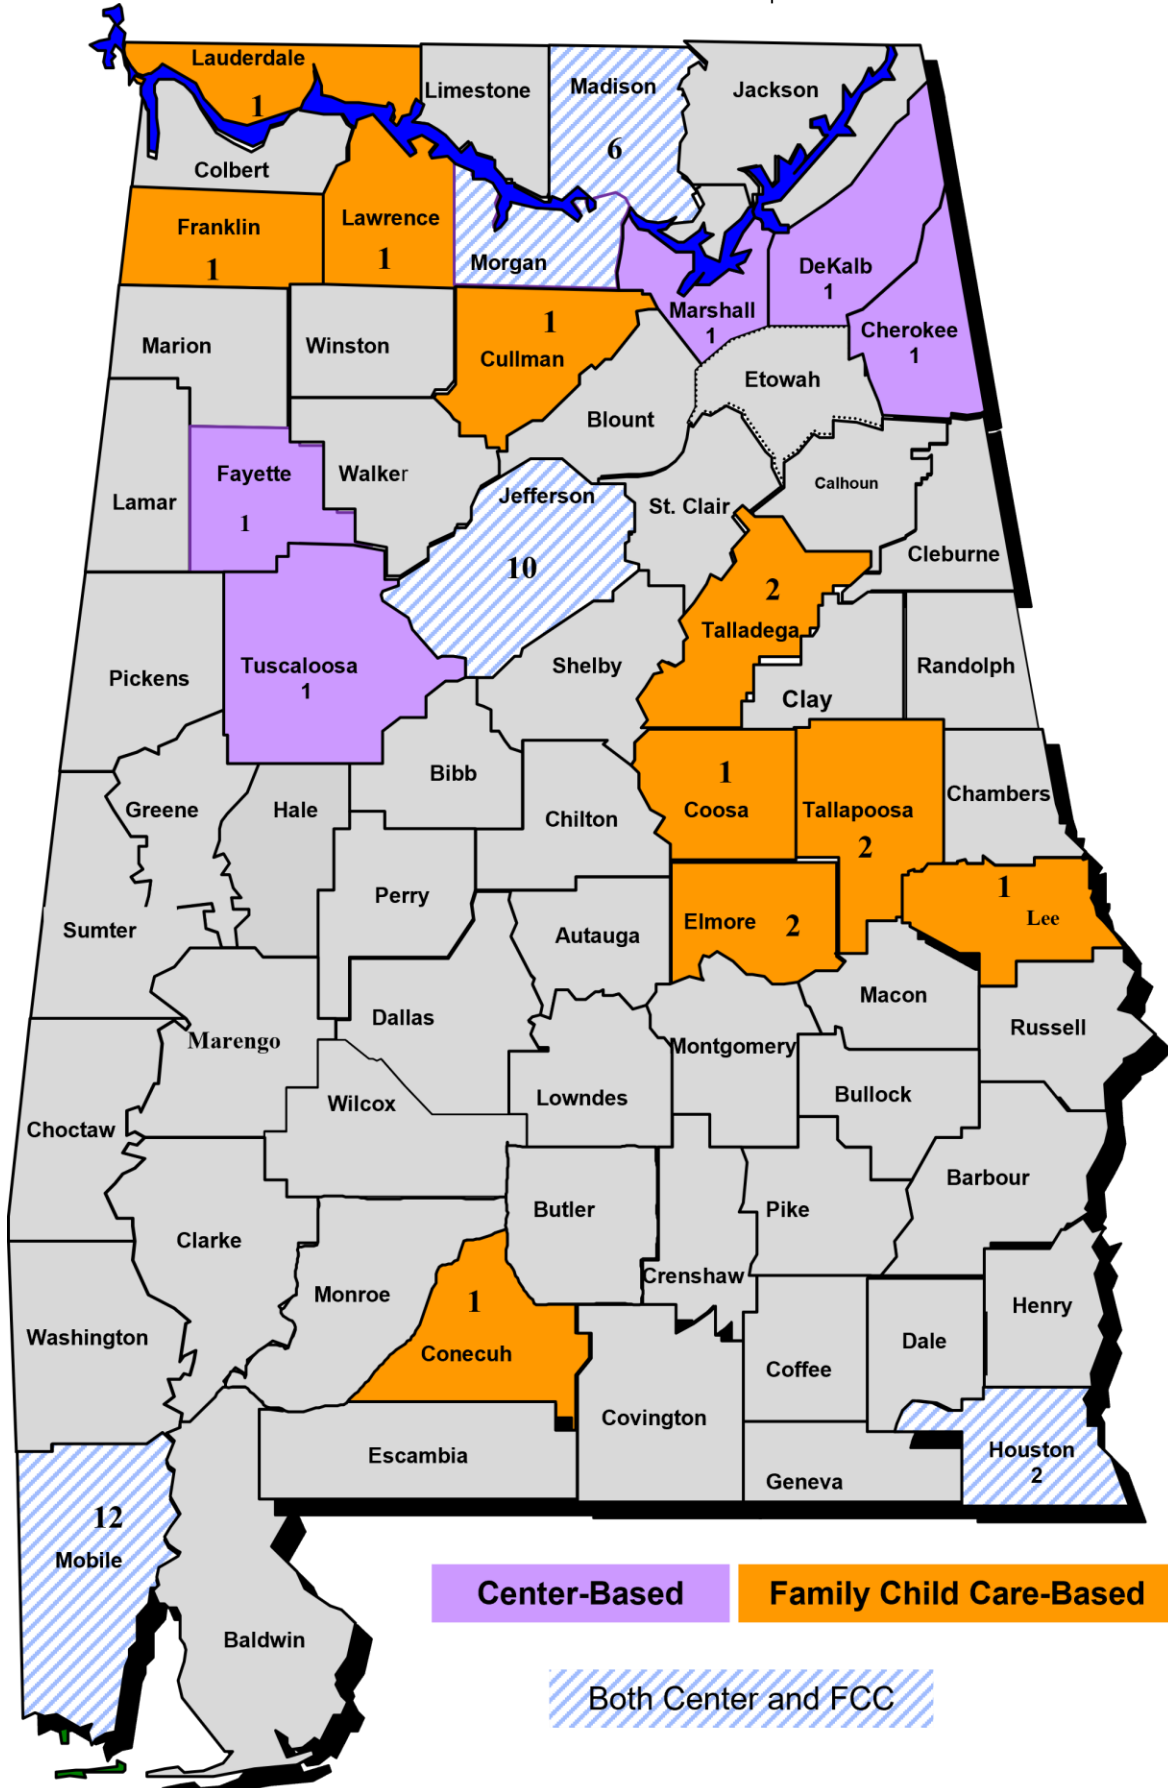 Lauderdale
1
Limestone
Madison
6
Jackson
Colbert
Franklin
1
Lawrence
1
Morgan
DeKalb
1
Marshall
1
Cherokee
1
Marion
Winston
1
Cullman
Etowah
Blount
Lamar
Fayette
1
Walker
Jefferson
10
St. Clair
Calhoun
Cleburne
2
Talladega
Pickens
Tuscaloosa
1
Shelby
Clay
Randolph
Bibb
Greene
Hale
Chilton
1
Coosa
Tallapoosa
2
Chambers
Perry
Sumter
Autauga
Elmore
2
1
Lee
Macon
Dallas
Marengo
Montgomery
Russell
Choctaw
Wilcox
Lowndes
Bullock
Barbour
Clarke
Butler
Pike
Crenshaw
Washington
Monroe
1
Conecuh
Henry
Dale
Coffee
Covington
Escambia
Geneva
Houston
2
12
Mobile
Baldwin
Center-Based
Family Child Care-Based
Both Center and FCC